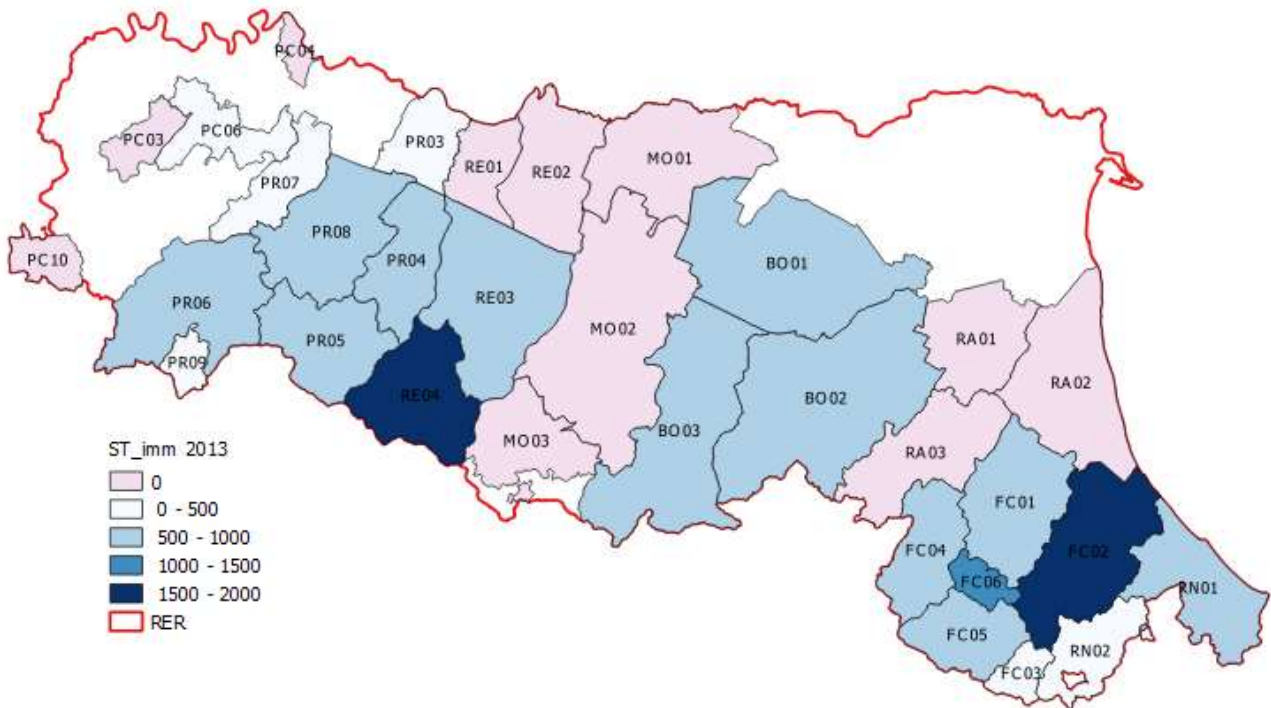 PC04
PC03
PC06
PR03
MO01
RE01
RE02
PR07
PR08
PR04
BO01
PC10
RE03
PR06
MO02
PR05
RA01
PR09
RA02
RE04
BO02
BO03
MO03
RA03
ST_imm 2013
0
0 - 500
500 - 1000
1000 - 1500
1500 - 2000
RER
FC01
FC04
FC02
FC06
RN01
FC05
RN02
FC03